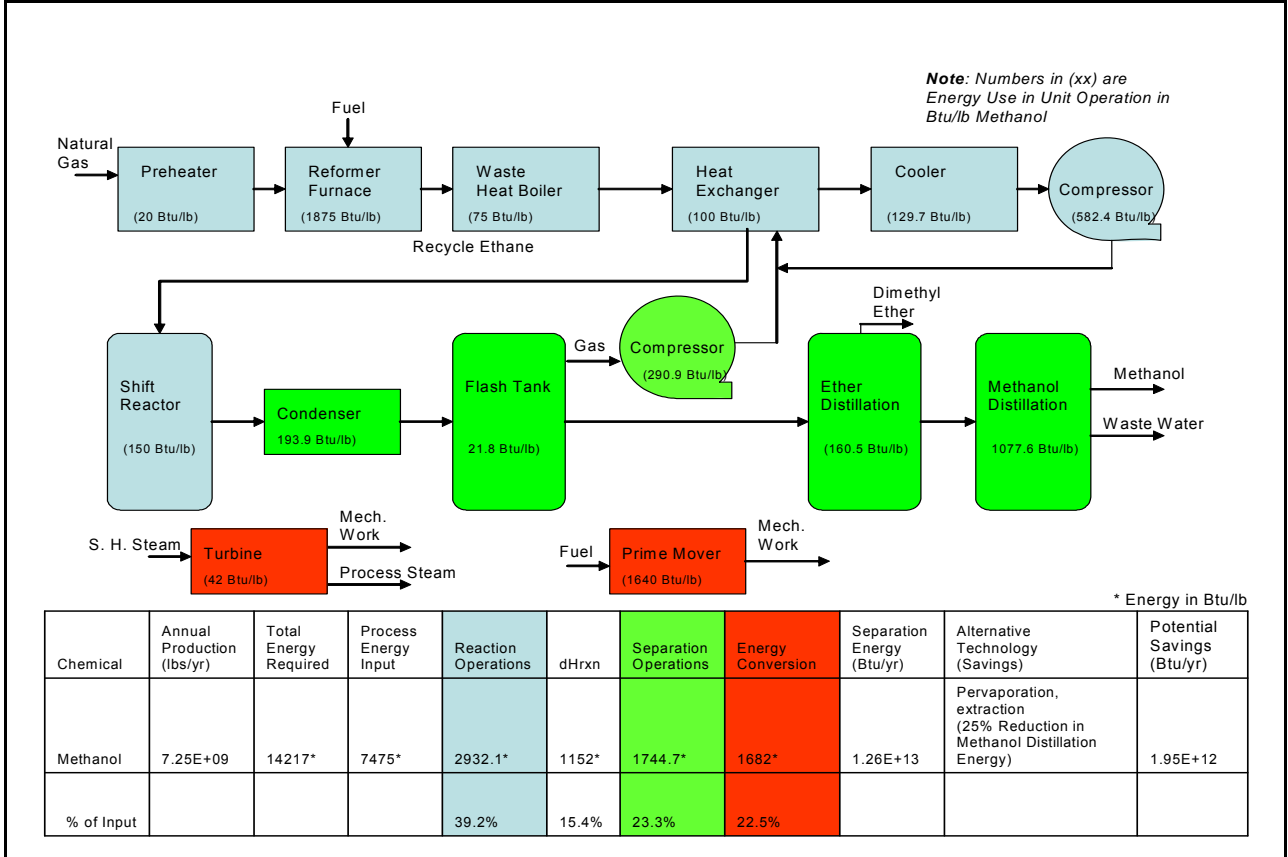 Note: Numbers in (xx) are
Energy Use in Unit Operation in
Btu/lb Methanol
Fuel
Natural
Gas
Preheater
(20 Btu/lb)
Reformer
Furnace
(1875 Btu/lb)
Waste
Heat Boiler
(75 Btu/lb)
Heat
Exchanger
(100 Btu/lb)
Cooler
(129.7 Btu/lb)
Compressor
(582.4 Btu/lb)
Recycle Ethane
Dimethyl
Ether
Shift
Reactor
(150 Btu/lb)
Condenser
193.9 Btu/lb)
Flash Tank
21.8 Btu/lb)
Gas
Compressor
(290.9 Btu/lb)
Ether
Distillation
(160.5 Btu/lb)
Methanol
Distillation
1077.6 Btu/lb)
Methanol
Waste Water
S. H. Steam
Turbine
(42 Btu/lb)
Mech.
Work
Process Steam
Fuel
Prime Mover
(1640 Btu/lb)
Mech.
Work
* Energy in Btu/lb
Chemical
Annual
Production
(lbs/yr)
Total
Energy
Required
Process
Energy
Input
Reaction
Operations
dHrxn
Separation
Operations
Energy
Conversion
Separation
Energy
(Btu/yr)
Alternative
Technology
(Savings)
Potential
Savings
(Btu/yr)
Methanol
7.25E+09
14217*
7475*
2932.1*
1152*
1744.7*
1682*
1.26E+13
Pervaporation,
extraction
(25% Reduction in
Methanol Distillation
Energy)
1.95E+12
% of Input
39.2%
15.4%
23.3%
22.5%